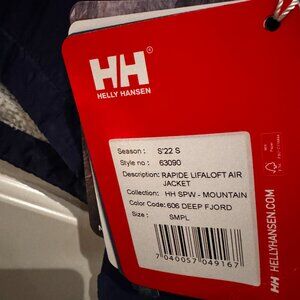 HH®
HELLY HANSEN
Season : S'22 S
Style no : 63090
Description: RAPIDE LIFALOFT AIR
JACKET
Collection: HH SPW - MOUNTAIN
Color Code: 606 DEEP FJORD
Size : SMPL
7 040057 049167
HH HELLYHANSEN.COM